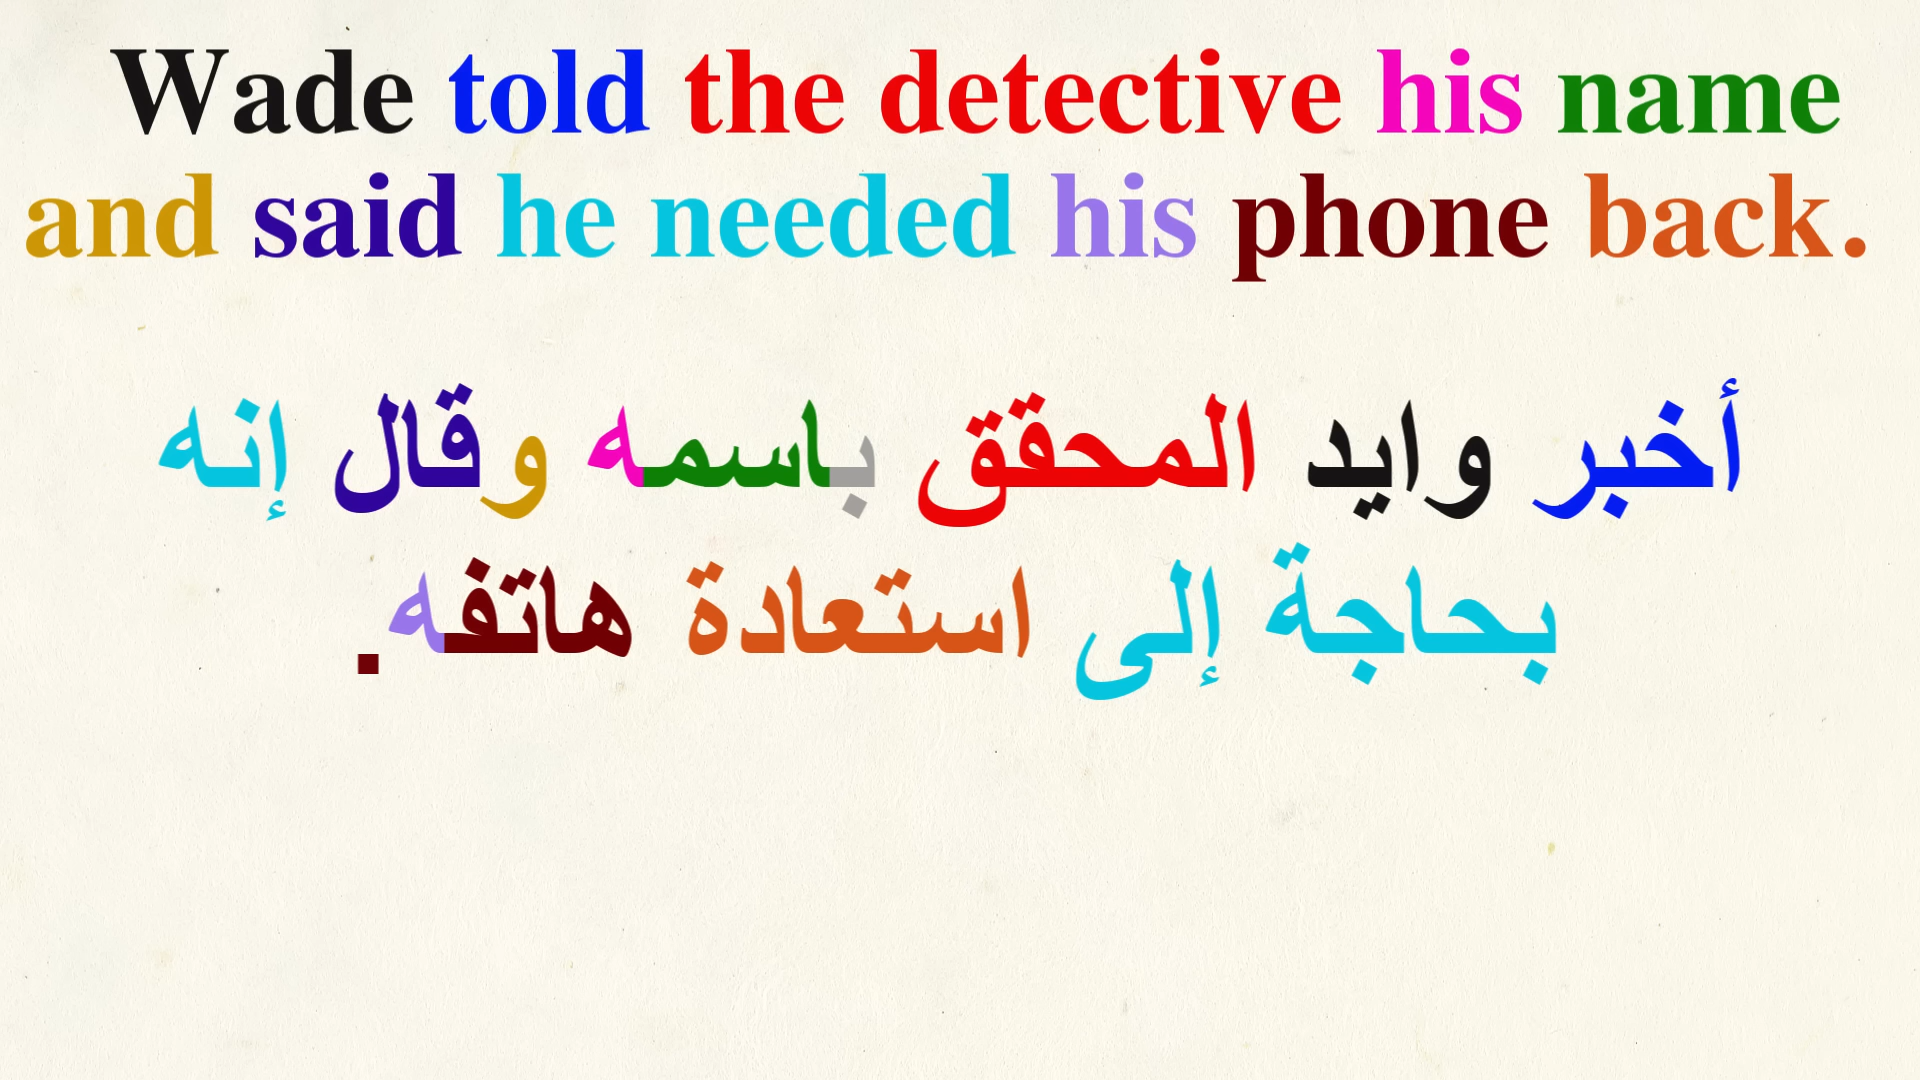 Wade told the detective his name
and said he needed his phone back.
أخبر وايد المحقق باسمه وقال إنه
بحاجة إلى استعادة هاتفه.